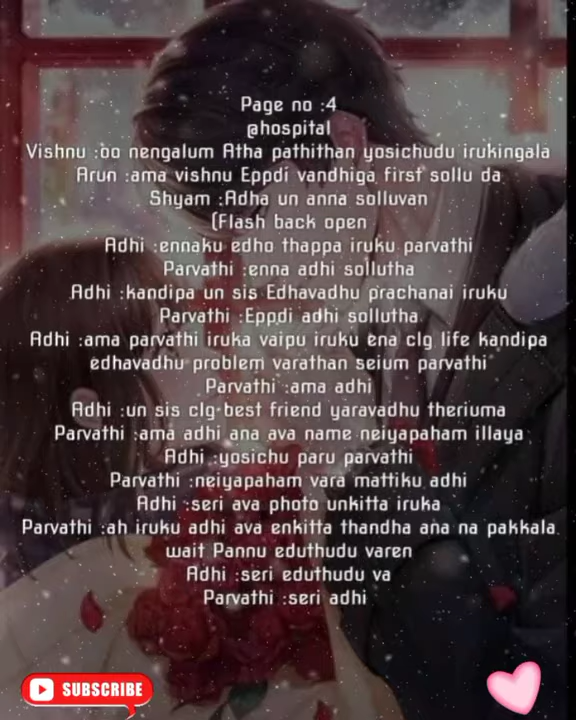 Page no :4
@hospital
Vishnu :oo nengalum Atha pathithan yosichudu irukingala
Arun :ama vishnu Eppdi vandhiga first sollu da
Shyam :Adha un anna solluvan
(Flash back open
Adhi :ennaku edho thappa iruku parvathi
Parvathi :enna adhi sollutha
Adhi :kandipa un sis Edhavadhu prachanai iruku
Parvathi :Eppdi adhi sollutha
Adhi :ama parvathi iruka vaipu iruku ena clg life kandipa
edhavadhu problem varathan seium parvathi
Parvathi :ama adhi
Adhi :un sis clg best friend yaravadhu theriuma
Parvathi :ama adhi ana ava name neiyapaham illaya
Adhi :yosichu paru parvathi
Parvathi :neiyapaham vara mattiku adhi
Adhi :seri ava photo unkitta iruka
Parvathi :ah iruku adhi ava enkitta thandha ana na pakkala.
wait Pannu eduthudu varen
Adhi :seri eduthudu va
Parvathi :seri adhi
SUBSCRIBE